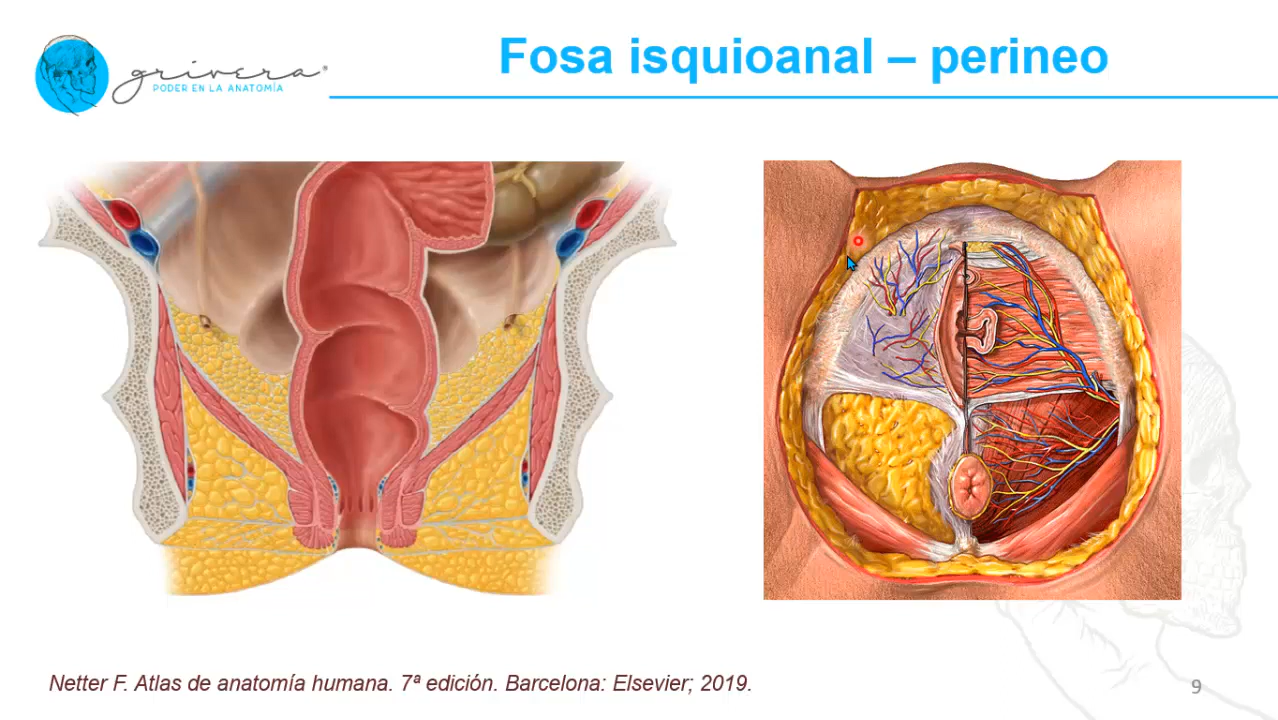 Fosa isquioanal – perineo
grivera®
PODER EN LA ANATOMÍA
Netter F. Atlas de anatomía humana. 7ª edición. Barcelona: Elsevier; 2019.
9